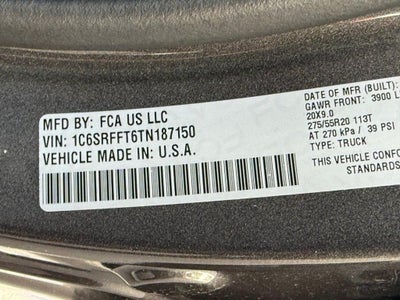 MFD BY: FCA US LLC
VIN: 1C6SRFFT6TN187150
VEHICLE MADE IN: U.S.A.
DATE OF MFR (BUILT):
GAWR FRONT: 3900 L
20X9.0
275/55R20 113T
AT 270 kPa / 39 PSI
TYPE: TRUCK
THIS VEHICLE CONFO
STANDARDS